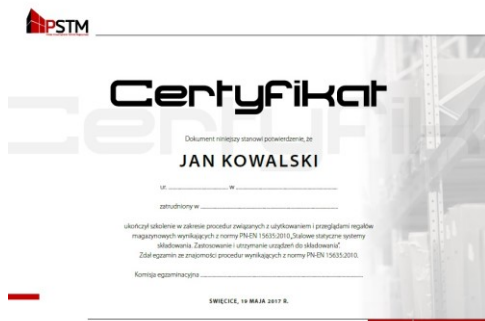 PSTM
Certyfikat
Dokument niniejszy stanowi potwierdzenie, że
JAN KOWALSKI
ur. ........................ w ........................
zatrudniony w ........................
ukończył szkolenie w zakresie procedur związanych z użytkowaniem i przeglądami regałów
magazynowych wynikających z normy PN-EN 15635:2010 „Stalowe statyczne systemy
składowania. Zastosowanie i utrzymanie urządzeń do składowania”.
Zdał egzamin ze znajomości procedur wynikających z normy PN-EN 15635:2010.
Komisja egzaminacyjna ........................
ŚWIĘCICE, 19 MAJA 2017 R.